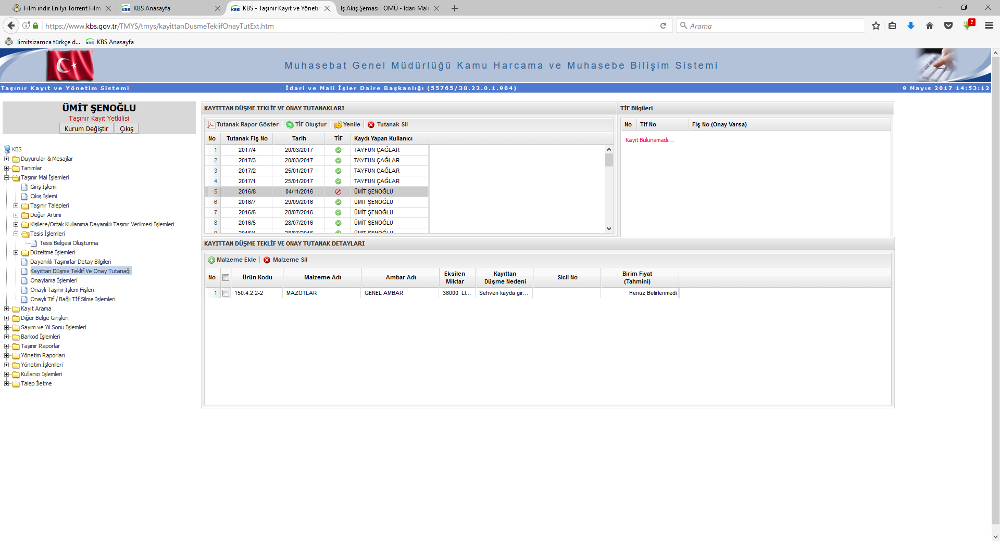 Film indir En İyi Torrent Film
KBS Anasayfa
KBS - Taşınır Kayıt ve Yönetim
İş Akış Şeması | OMÜ - İdari Mali
https://www.kbs.gov.tr/TMYS/tmys/kayittanDusmeTeklifOnayTutExt.htm
Arama
limitsizamca türkçe d...
KBS Anasayfa
Muhasebat Genel Müdürlüğü Kamu Harcama ve Muhasebe Bilişim Sistemi
Taşınır Kayıt ve Yönetim Sistemi
İdari ve Mali İşler Daire Başkanlığı (55765/38.22.0.1.904)
9 Mayıs 2017 14:53:12
ÜMİT ŞENOĞLU
Taşınır Kayıt Yetkilisi
Kurum Değiştir
Çıkış
KBS
Duyurular & Mesajlar
Tanımlar
Taşınır Mal İşlemleri
Giriş İşlemi
Çıkış İşlemi
Taşınır Talepleri
Değer Artımı
Kişilere/Ortak Kullanıma Dayanıklı Taşınır Verilmesi İşlemleri
Tesis İşlemleri
Tesis Belgesi Oluşturma
Düzeltme İşlemleri
Dayanıklı Taşınırlar Detay Bilgileri
Kayıttan Düşme Teklif Ve Onay Tutanağı
Onaylama İşlemleri
Onaylı Taşınır İşlem Fişleri
Onaylı Tif / Bağlı Tİf Silme İşlemleri
Kayıt Arama
Diğer Belge Girişleri
Sayım ve Yıl Sonu İşlemleri
Barkod İşlemleri
Taşınır Raporlar
Yönetim Raporları
Yönetim İşlemleri
Kullanıcı İşlemleri
Talep İletme
KAYITTAN DÜŞME TEKLİF VE ONAY TUTANAKLARI
Tutanak Rapor Göster
TİF Oluştur
Yenile
Tutanak Sil
No Tutanak Fiş No Tarih TİF Kaydı Yapan Kullanıcı
1 2017/4 20/03/2017 TAYFUN ÇAĞLAR
2 2017/3 20/03/2017 TAYFUN ÇAĞLAR
3 2017/2 25/01/2017 TAYFUN ÇAĞLAR
4 2017/1 25/01/2017 TAYFUN ÇAĞLAR
5 2016/8 04/11/2016 ÜMİT ŞENOĞLU
6 2016/7 29/09/2016 ÜMİT ŞENOĞLU
7 2016/6 28/07/2016 ÜMİT ŞENOĞLU
8 2016/5 28/07/2016 ÜMİT ŞENOĞLU
9 2016/4 28/07/2016 ÜMİT ŞENOĞLU
TİF Bilgileri
No Tif No Fiş No (Onay Varsa)
Kayıt Bulunamadı...
KAYITTAN DÜŞME TEKLİF VE ONAY TUTANAK DETAYLARI
Malzeme Ekle
Malzeme Sil
No Ürün Kodu Malzeme Adı Ambar Adı Eksilen Miktar Kayıttan Düşme Nedeni Sicil No Birim Fiyat (Tahmini)
1 150.4.2.2-2 MAZOTLAR GENEL AMBAR 36000 Lİ... Sehven kayda gir... Henüz Belirlenmedi